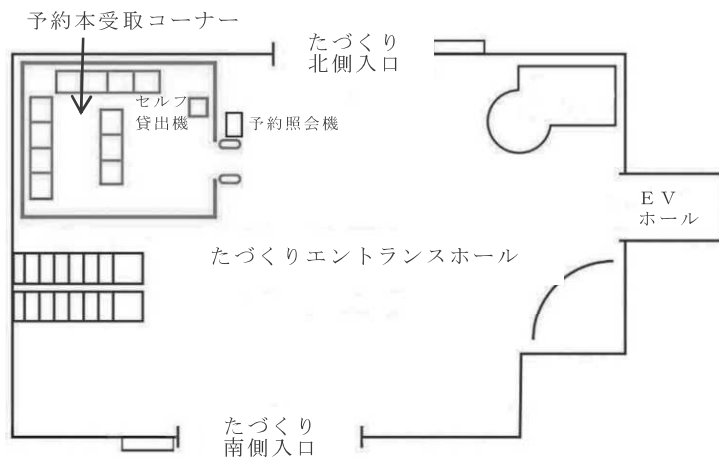 予約本受取コーナー
たづくり
北側入口
セルフ
貸出機
予約照会機
ＥＶ
ホール
たづくりエントランスホール
たづくり
南側入口